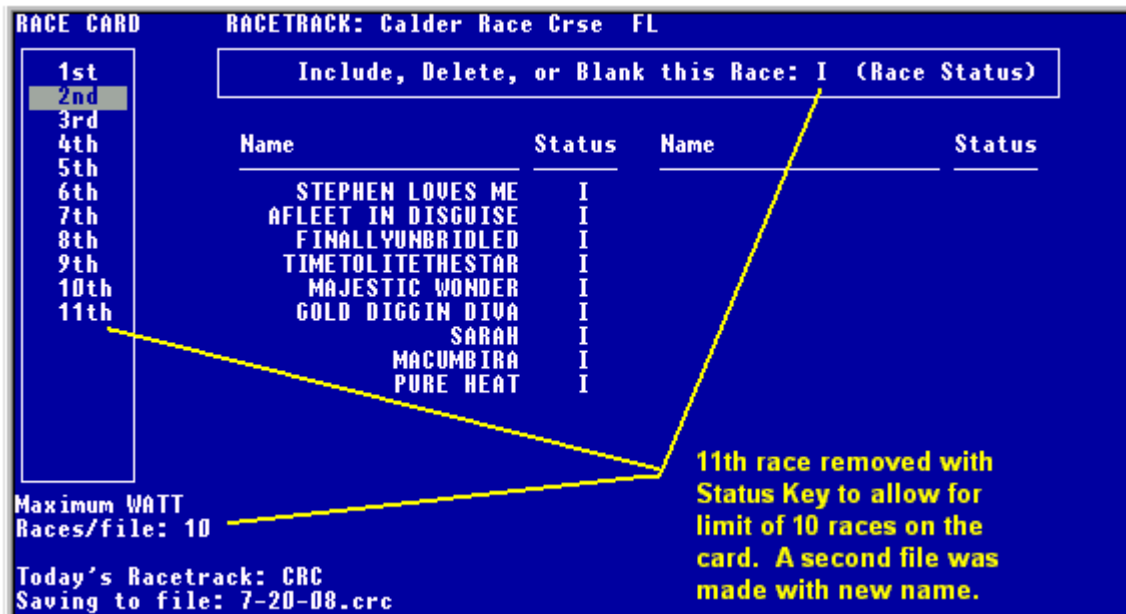 RACE CARD RACETRACK: Calder Race Crse FL
Include, Delete, or Blank this Race: I (Race Status)
1st
2nd
3rd
4th
5th
6th
7th
8th
9th
10th
11th
Name Status Name Status
STEPHEN LOVES ME I
AFLEET IN DISGUISE I
FINALLYUNBRIDLED I
TIMETOLITETHESTAR I
MAJESTIC WONDER I
GOLD DIGGIN DIVA I
SARAH I
MACUMBIRA I
PURE HEAT I
Maximum WATT
Races/file: 10
Today's Racetrack: CRC
Saving to file: 7-20-08.crc
11th race removed with
Status Key to allow for
limit of 10 races on the
card. A second file was
made with new name.